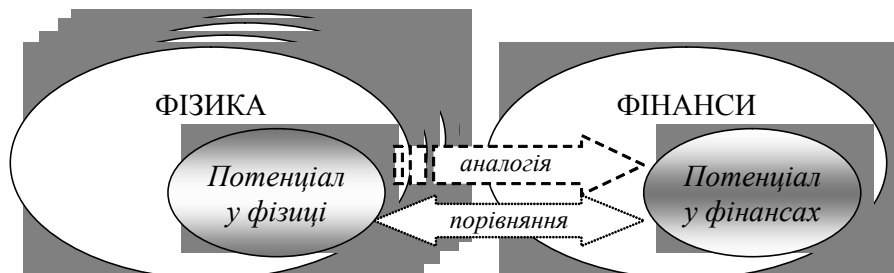 ФІЗИКА
ФІНАНСИ
аналогія
Потенціал
у фізиці
Потенціал
у фінансах
порівняння